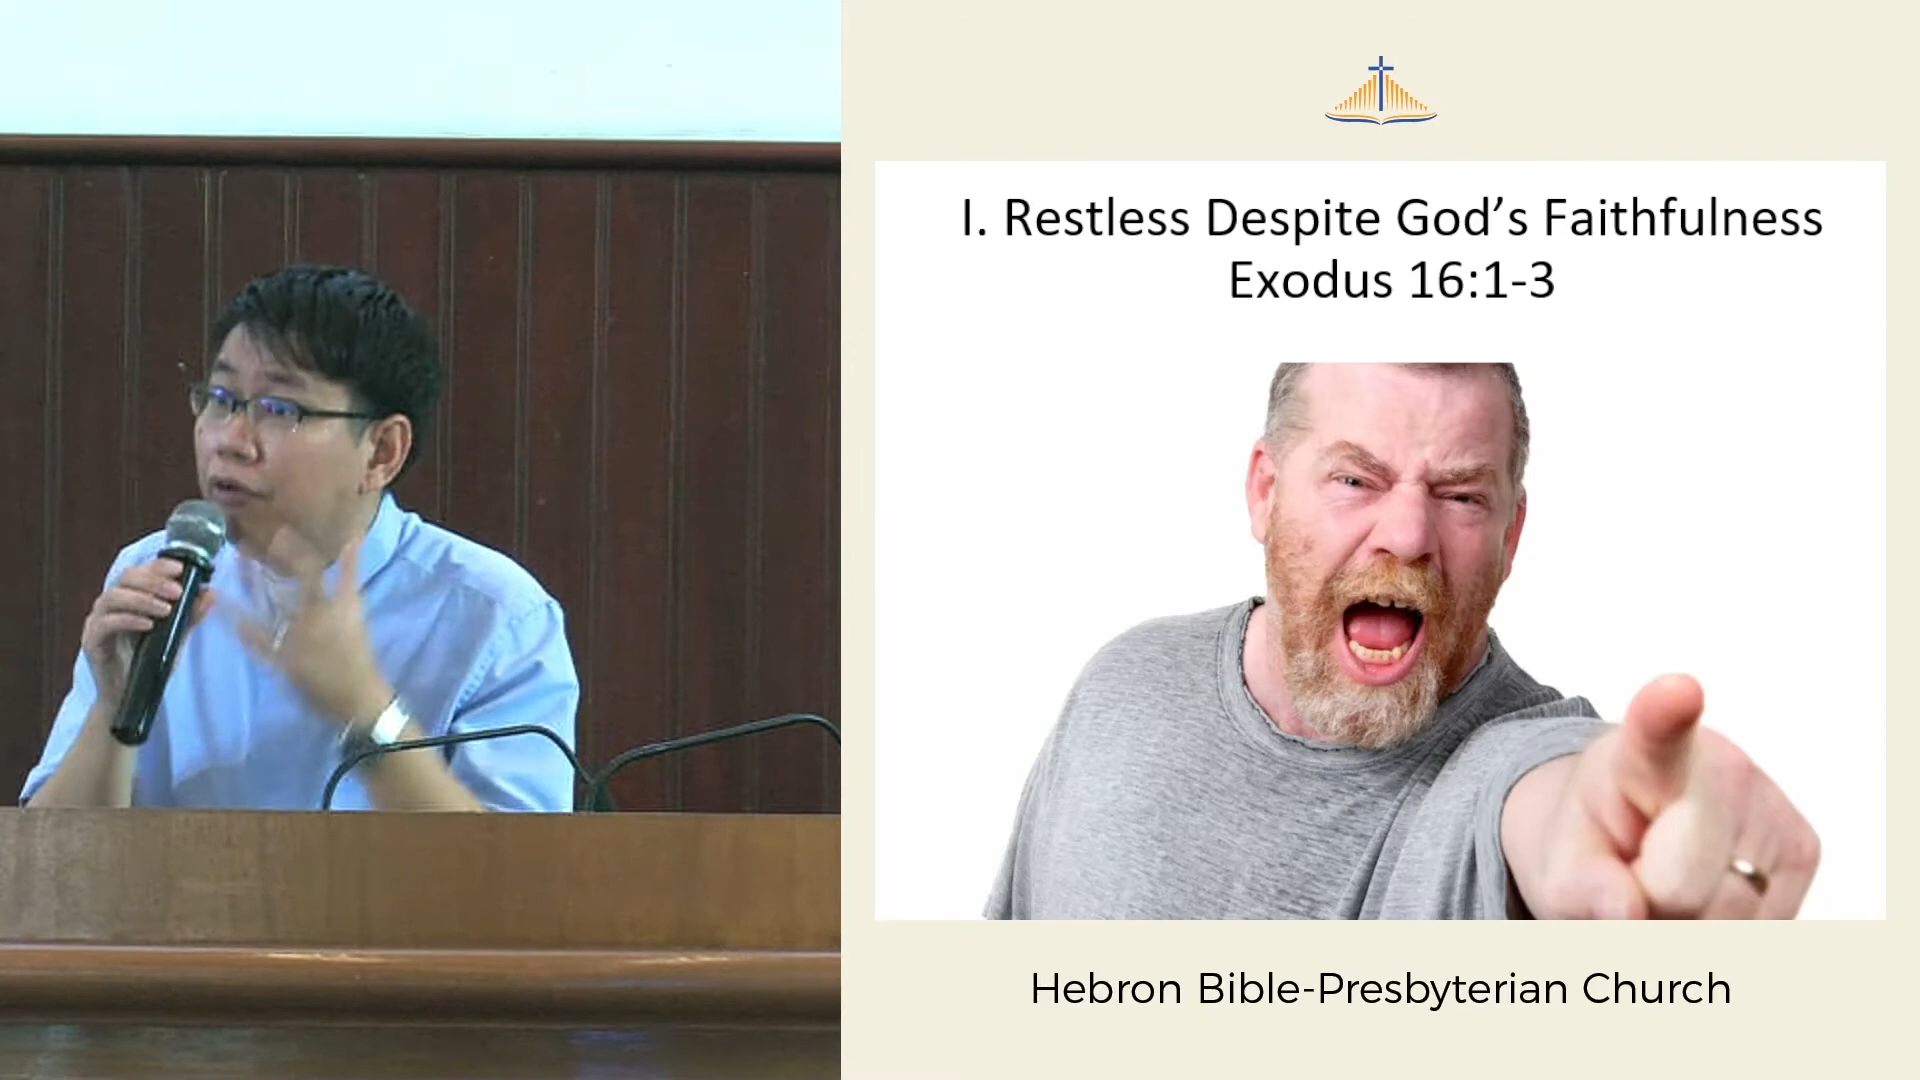 I. Restless Despite God’s Faithfulness
Exodus 16:1-3
Hebron Bible-Presbyterian Church